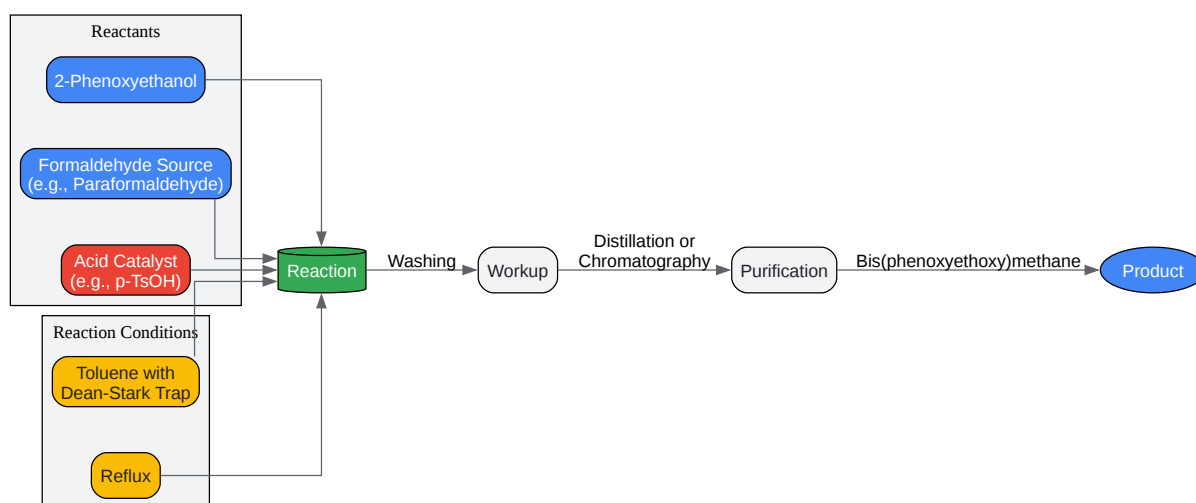 Reactants
2-Phenoxyethanol
Formaldehyde Source
(e.g., Paraformaldehyde)
Acid Catalyst
(e.g., p-TsOH)
Reaction
Washing
Workup
Distillation or
Chromatography
Purification
Bis(phenoxyethoxy)methane
Product
Reaction Conditions
Toluene with
Dean-Stark Trap
Reflux